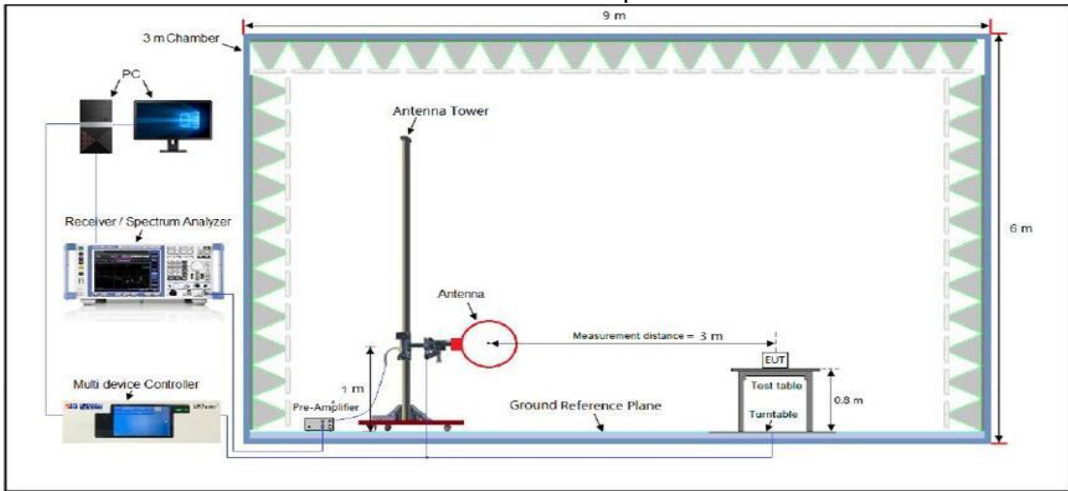 9 m
3 m Chamber
PC
Antenna Tower
Receiver / Spectrum Analyzer
6 m
Antenna
Measurement distance = 3 m
EUT
Multi device Controller
1 m
Test table
0.8 m
Pre-Amplifier
Ground Reference Plane
Turntable